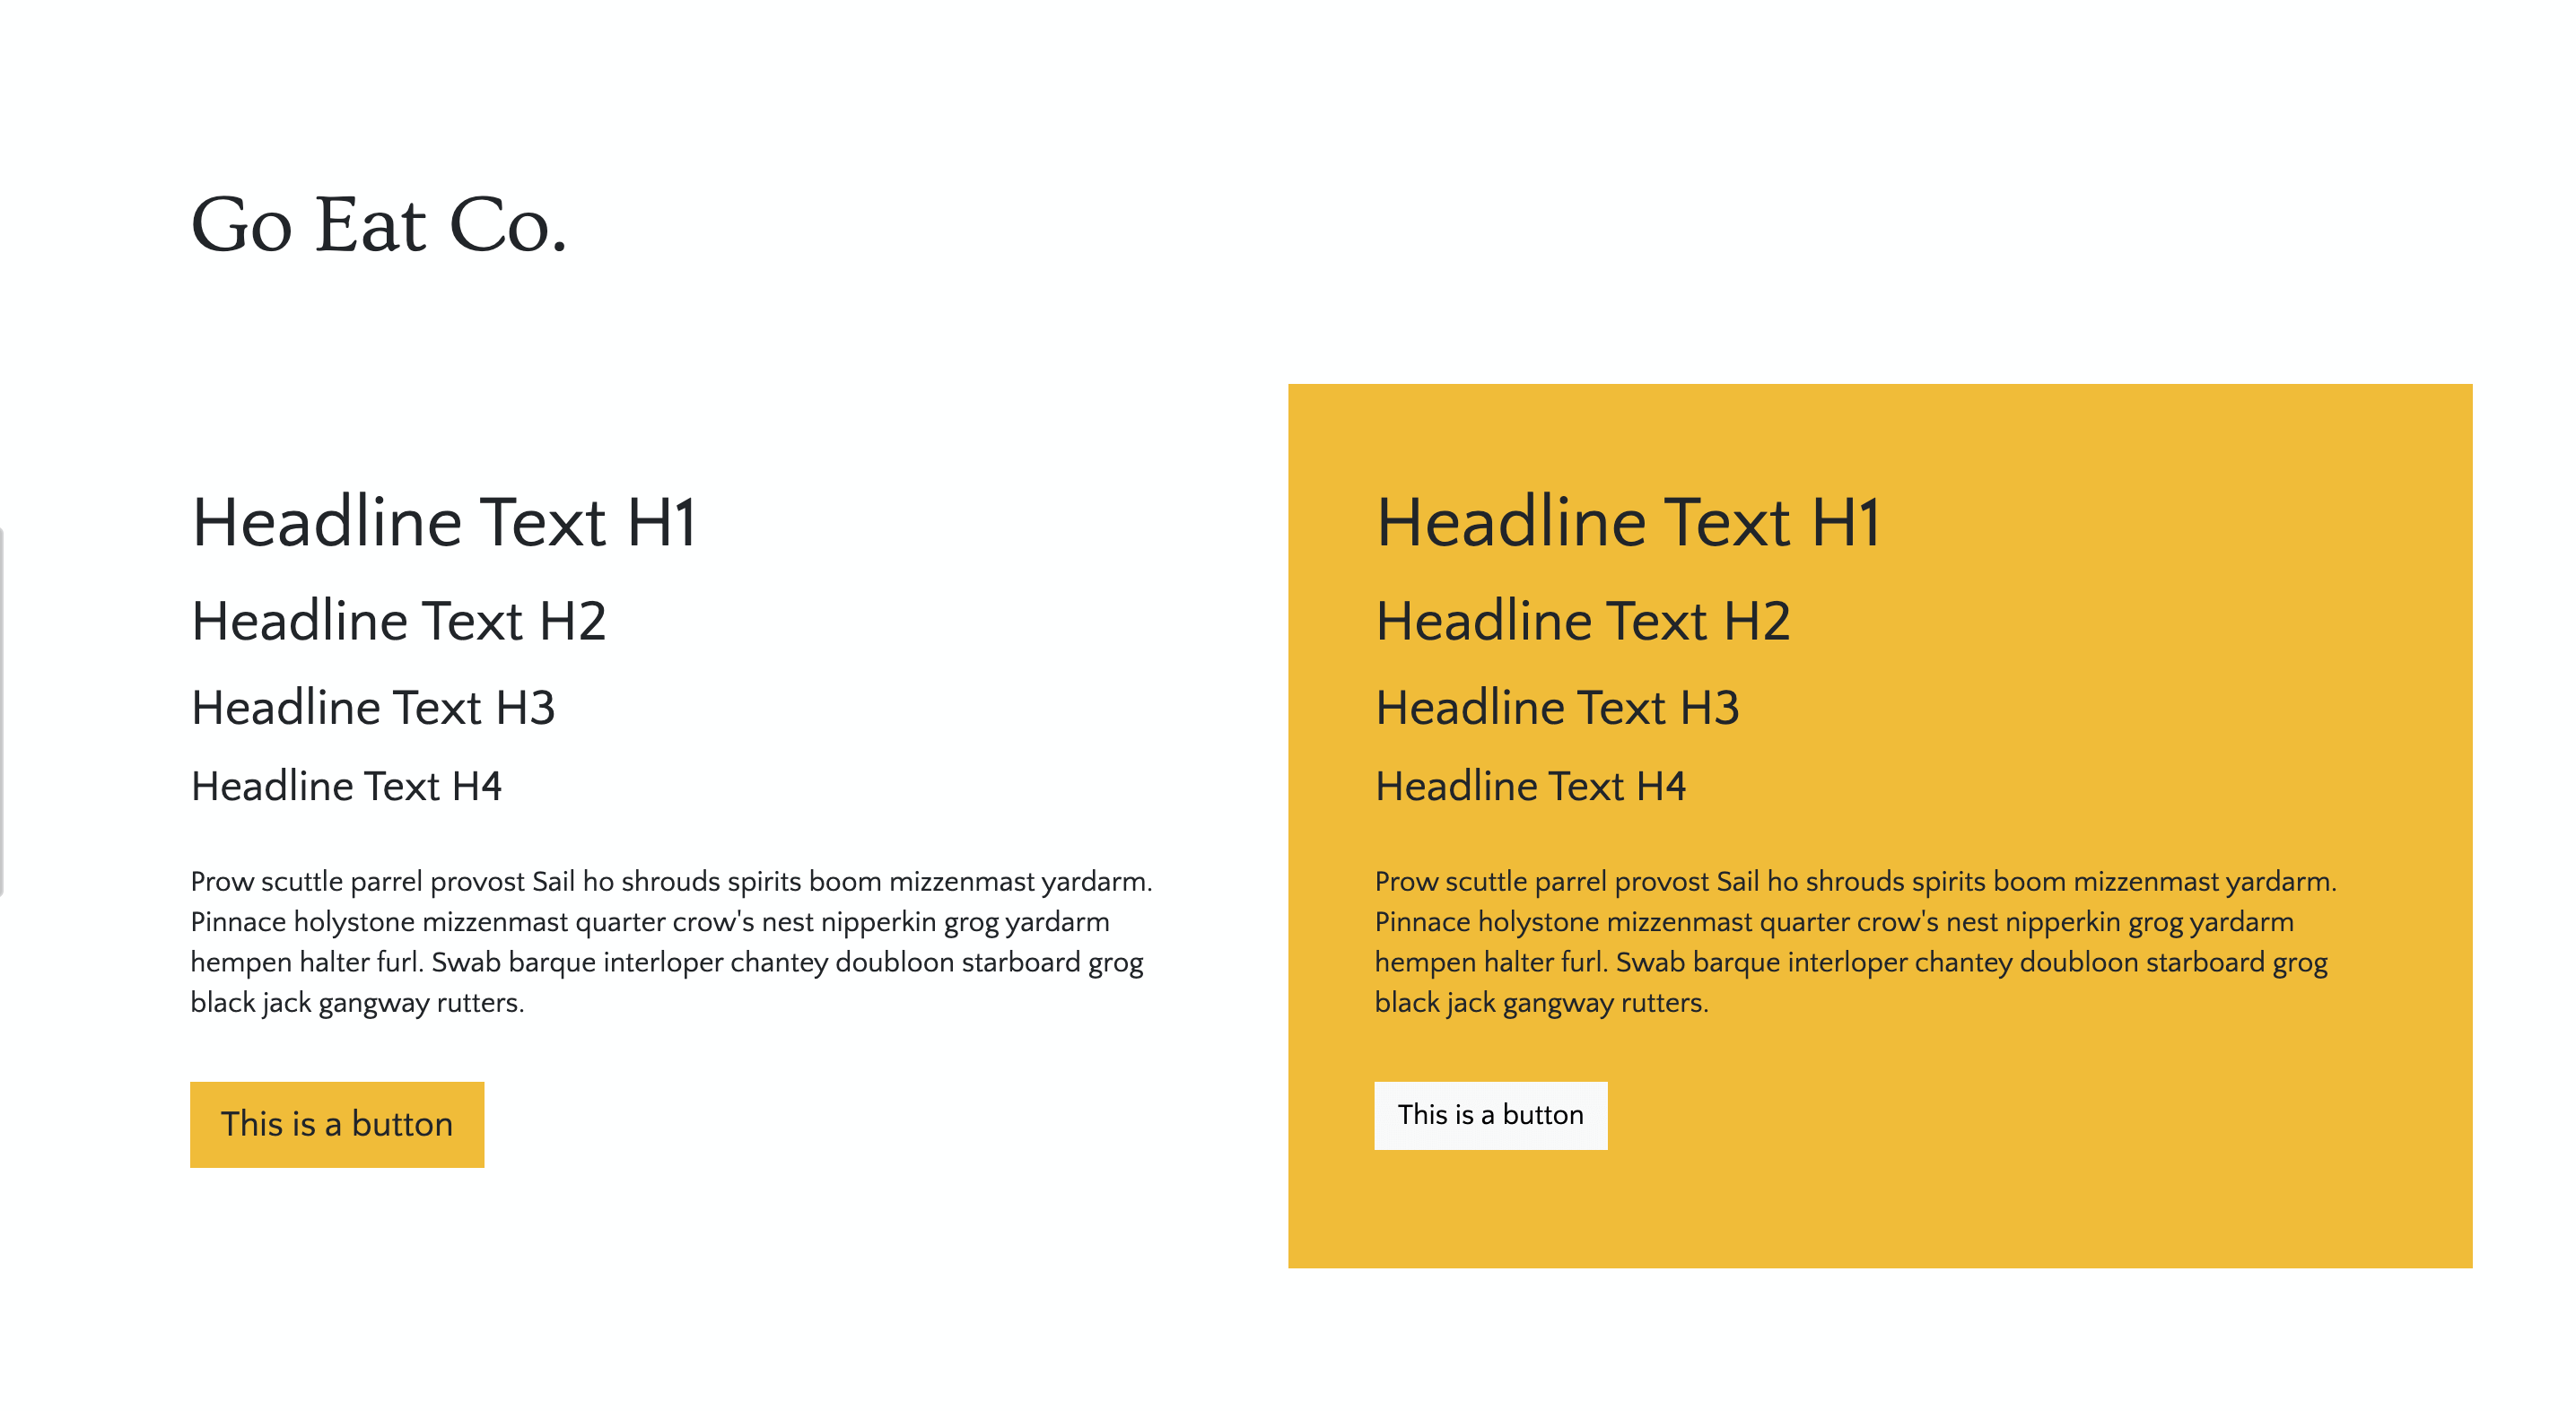 Go Eat Co.
Headline Text H1
Headline Text H2
Headline Text H3
Headline Text H4
Prow scuttle parrel provost Sail ho shrouds spirits boom mizzenmast yardarm.
Pinnace holystone mizzenmast quarter crow's nest nipperkin grog yardarm
hempen halter furl. Swab barque interloper chantey doubloon starboard grog
black jack gangway rutters.
This is a button
Headline Text H1
Headline Text H2
Headline Text H3
Headline Text H4
Prow scuttle parrel provost Sail ho shrouds spirits boom mizzenmast yardarm.
Pinnace holystone mizzenmast quarter crow's nest nipperkin grog yardarm
hempen halter furl. Swab barque interloper chantey doubloon starboard grog
black jack gangway rutters.
This is a button